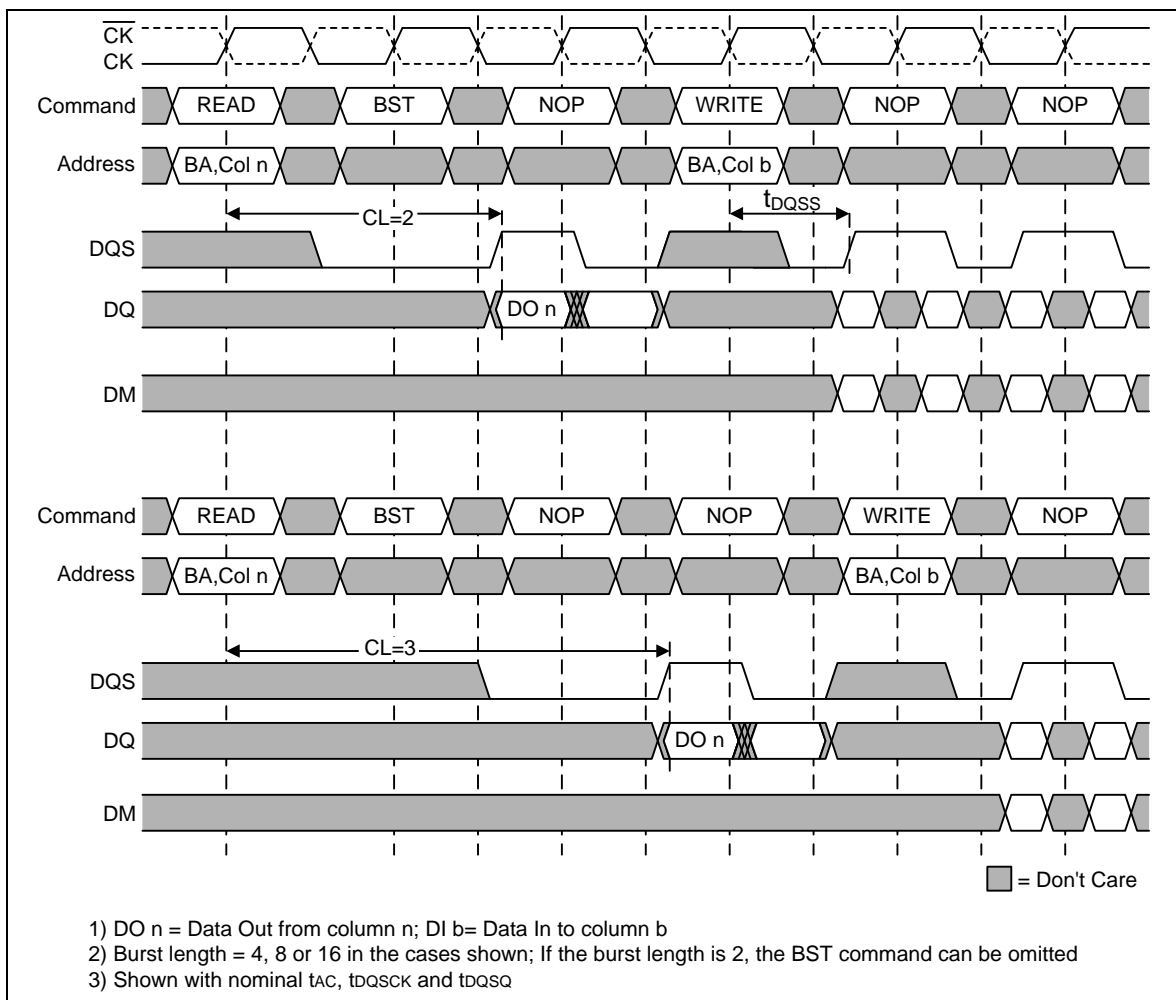 CK
CK
Command READ BST NOP WRITE NOP NOP
Address BA,Col n BA,Col b
CL=2 tDQSS
DQS
DQ DO n
DM
Command READ BST NOP NOP WRITE NOP
Address BA,Col n BA,Col b
CL=3
DQS
DQ DO n
DM
= Don't Care
1) DO n = Data Out from column n; DI b= Data In to column b
2) Burst length = 4, 8 or 16 in the cases shown; If the burst length is 2, the BST command can be omitted
3) Shown with nominal tAC, tDQSCK and tDQSQ